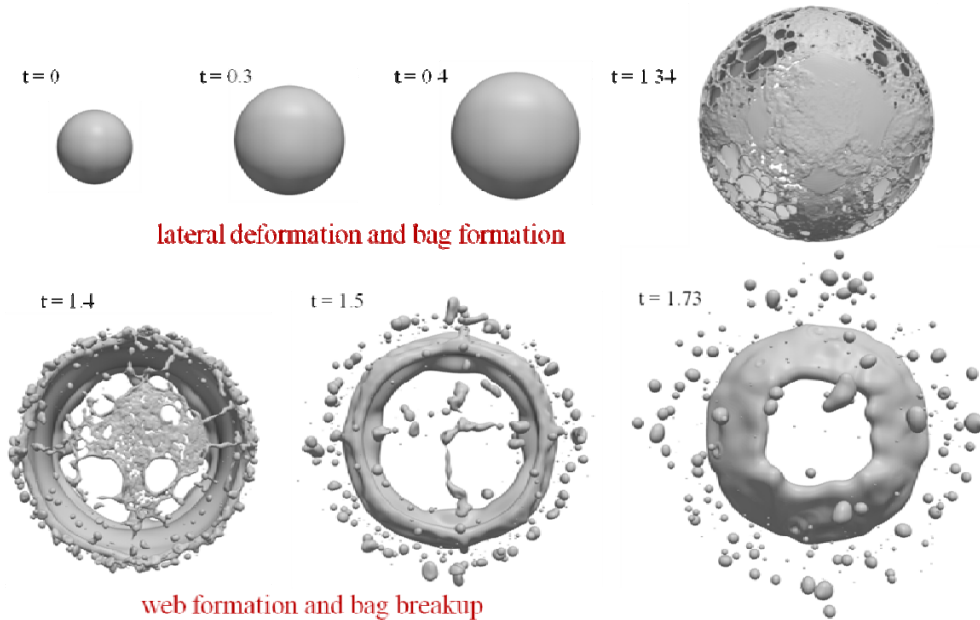 t = 0
t = 0.3
t = 0 4
t = 1 34
lateral deformation and bag formation
t = 1.4
t = 1.5
t = 1.73
web formation and bag breakup